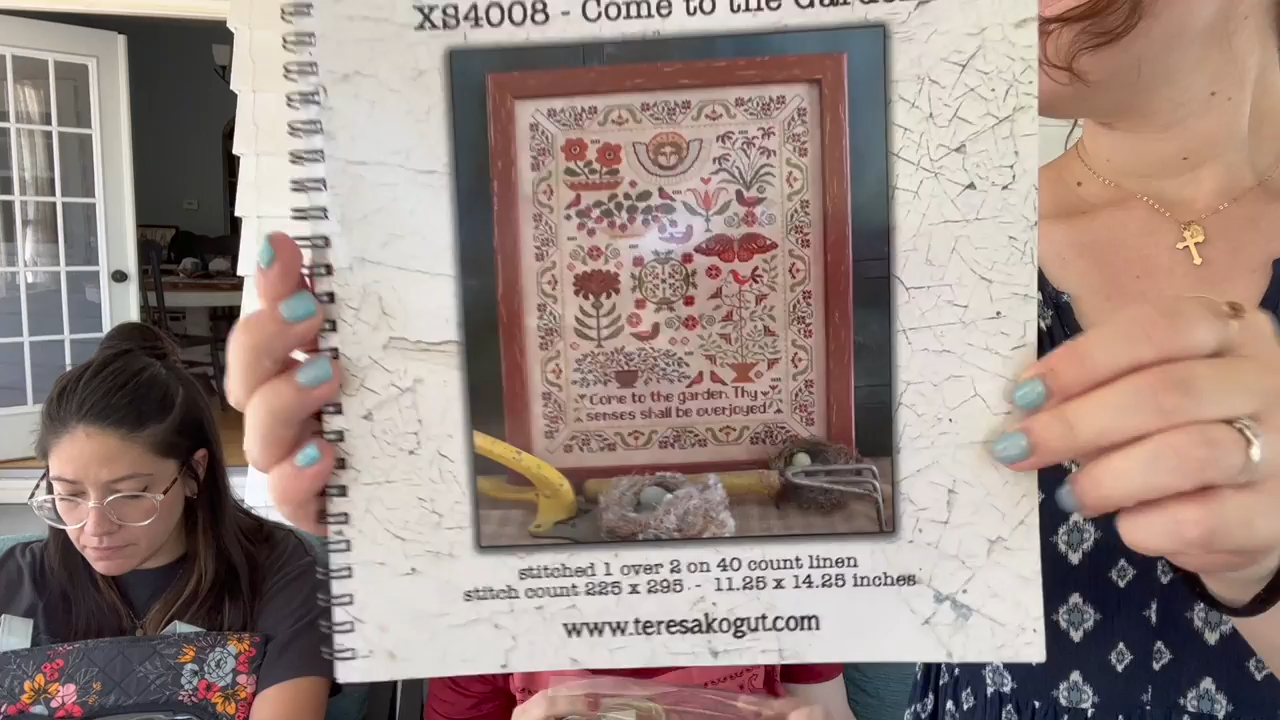 XS4008 - Come to the Garden
Come to the garden. Thy
senses shall be overjoyed.
stitched 1 over 2 on 40 count linen
stitch count 225 x 295 - 11.25 x 14.25 inches
www.teresakogut.com